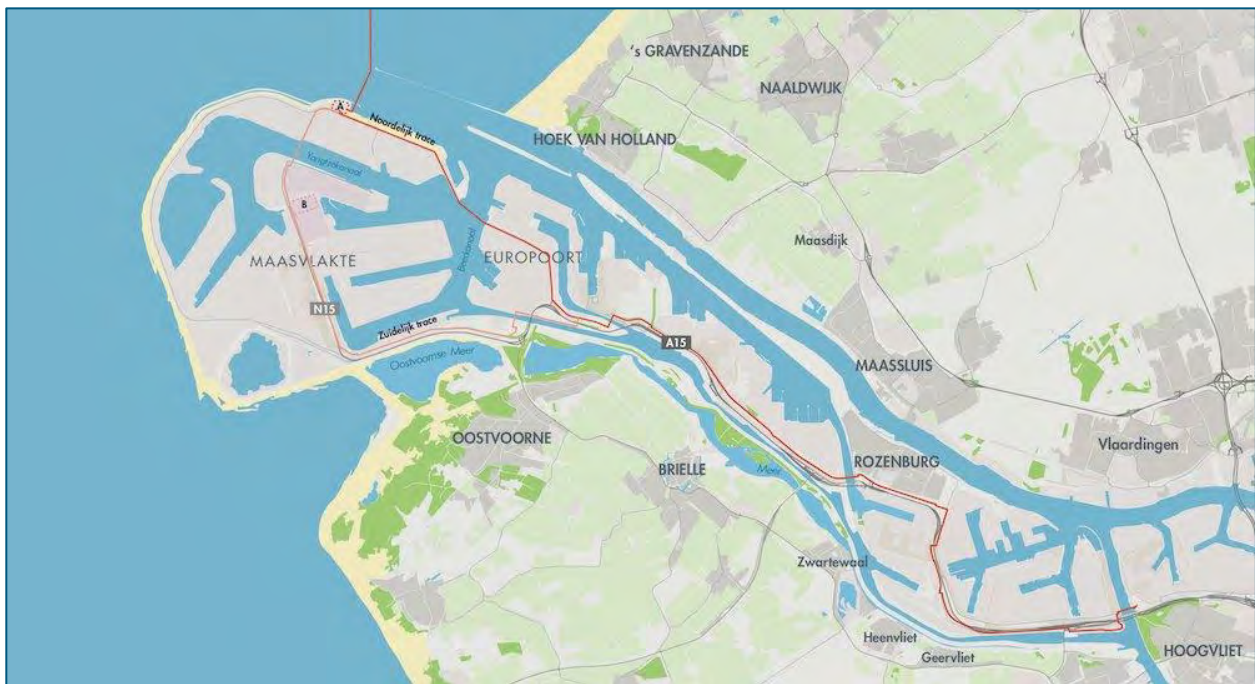 's GRAVENZANDE
NAALDWIJK
A
Noordelijk trace
HOEK VAN HOLLAND
Yangtzekanaal
B
Maasdijk
MAASVLAKTE
EUROPOORT
Beerkanaal
N15
Zuidelijk trace
A15
Oostvoornse Meer
MAASSLUIS
OOSTVOORNE
Vlaardingen
BRIELLE
Meer
ROZENBURG
Zwartewaal
Heenvliet
Geervliet
HOOGVLIET